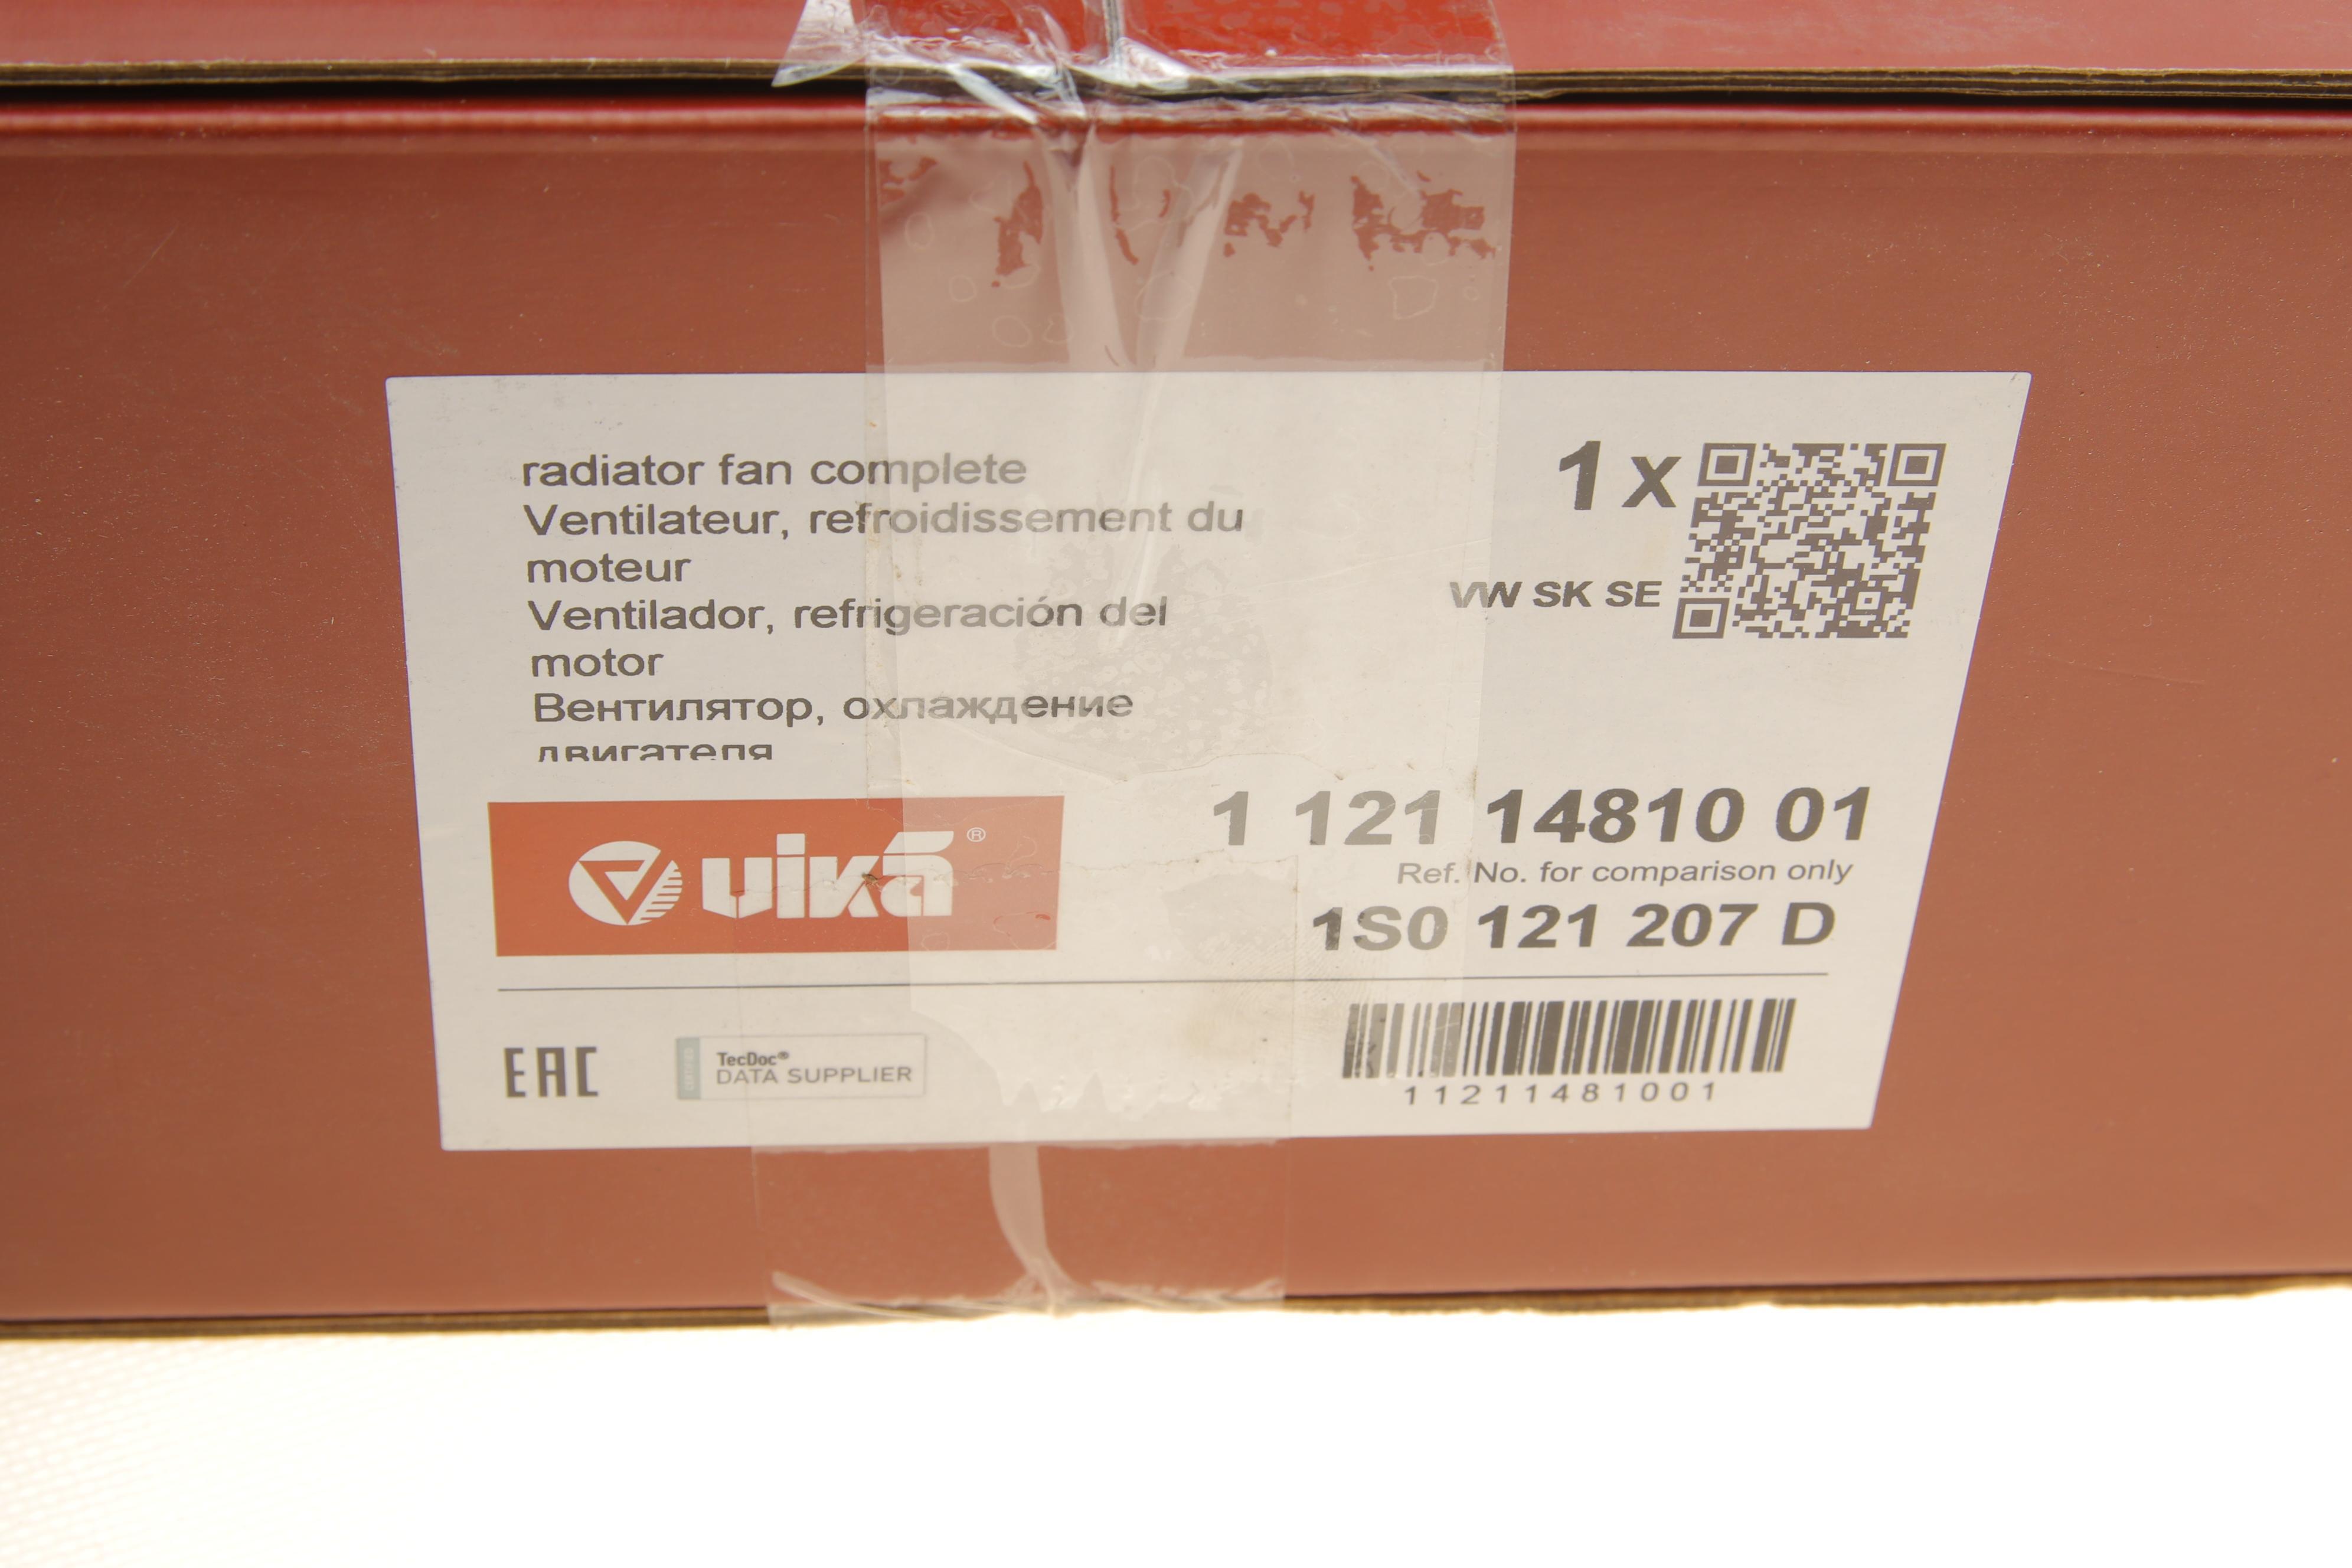 radiator fan complete
Ventilateur, refroidissement du
moteur
Ventilador, refrigeración del
motor
Вентилятор, охлаждение
двигателя
1 x
VW SK SE
vikā®
1 121 14810 01
Ref. No. for comparison only
1S0 121 207 D
EAC
TecDoc®
DATA SUPPLIER
11211481001